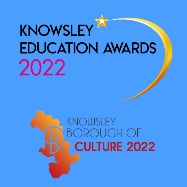 KNOWSLEY
EDUCATION AWARDS
2022
KNOWSLEY
BOROUGH OF
CULTURE 2022